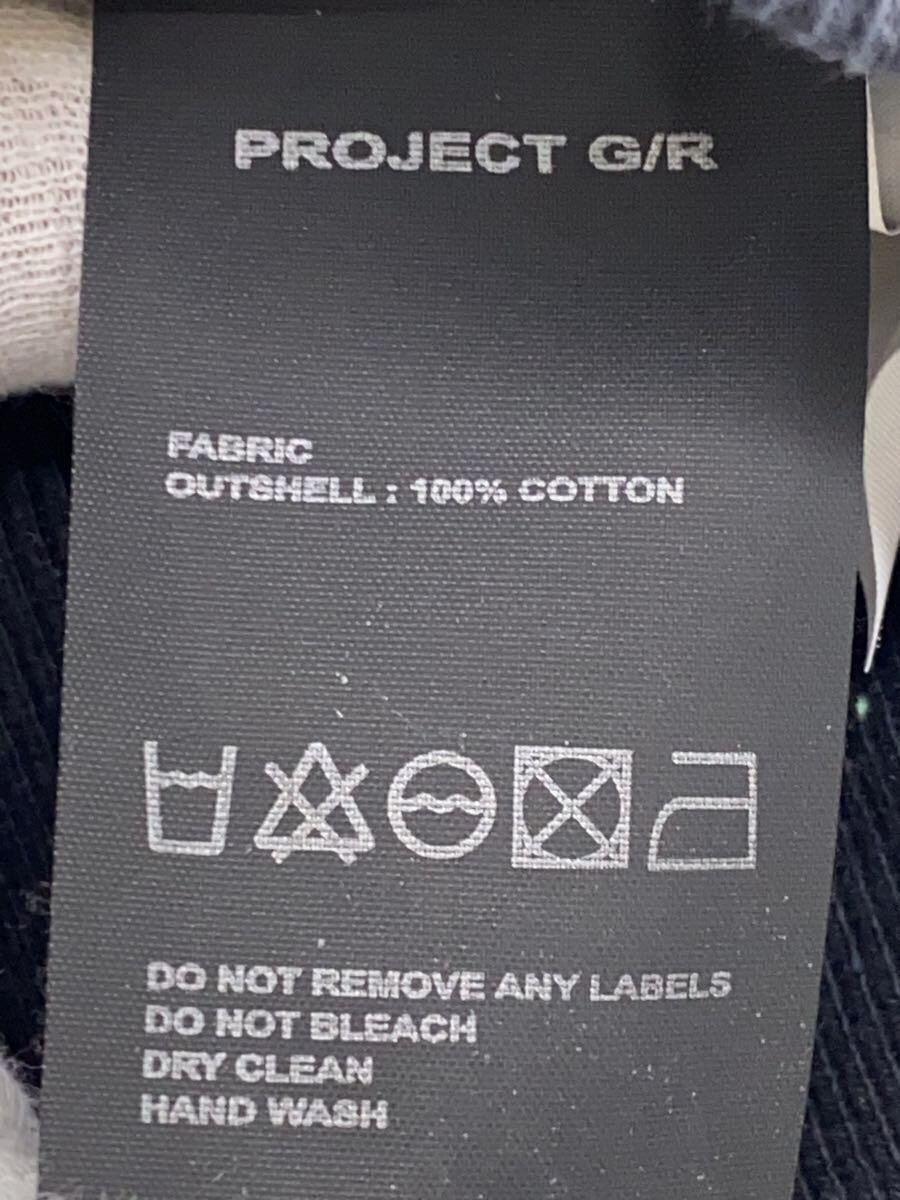 PROJECT G/R
FABRIC
OUTSHELL : 100% COTTON
DO NOT REMOVE ANY LABELS
DO NOT BLEACH
DRY CLEAN
HAND WASH